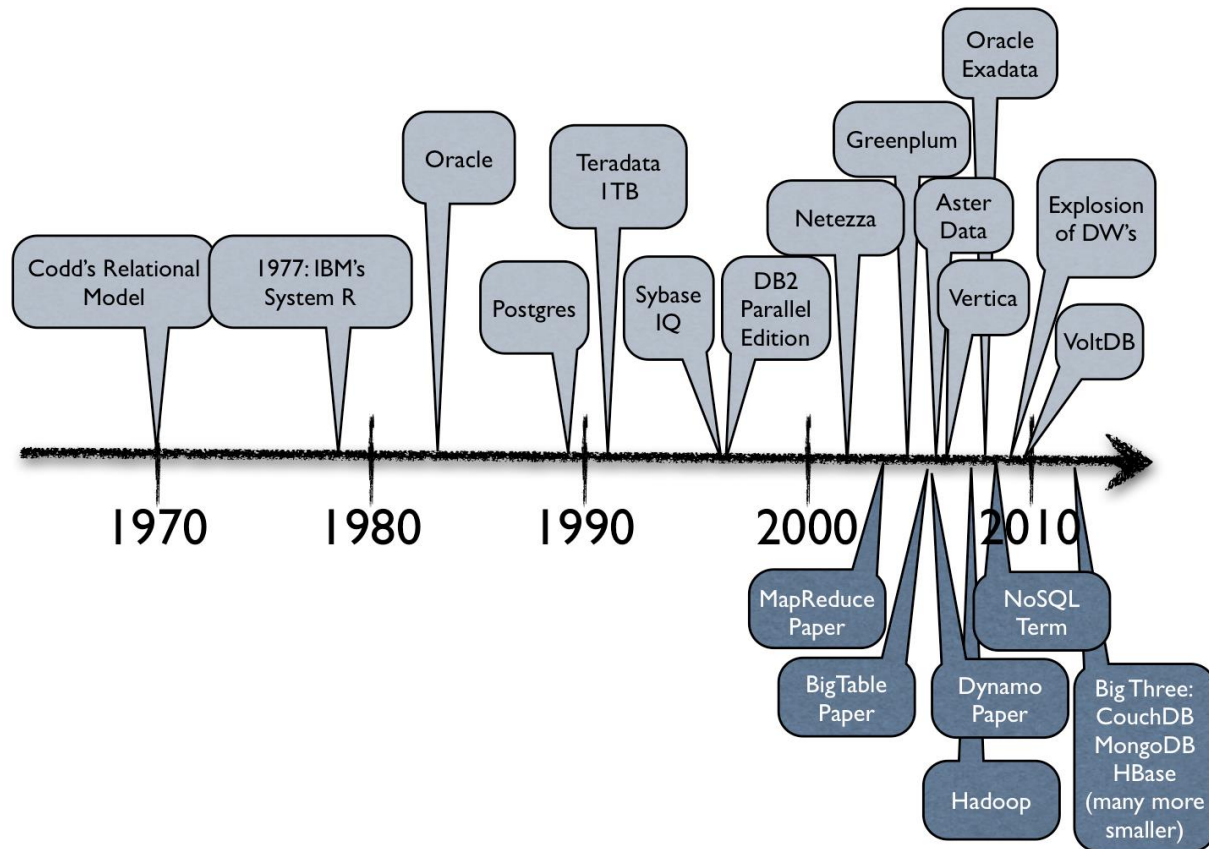 Oracle
Exadata
Greenplum
Oracle
Teradata
1TB
Netezza
Aster
Data
Explosion
of DW's
Codd's Relational
Model
1977: IBM's
System R
Postgres
Sybase
IQ
DB2
Parallel
Edition
Vertica
VoltDB
1970
1980
1990
2000
2010
MapReduce
Paper
NoSQL
Term
BigTable
Paper
Dynamo
Paper
Big Three:
CouchDB
MongoDB
HBase
(many more
smaller)
Hadoop